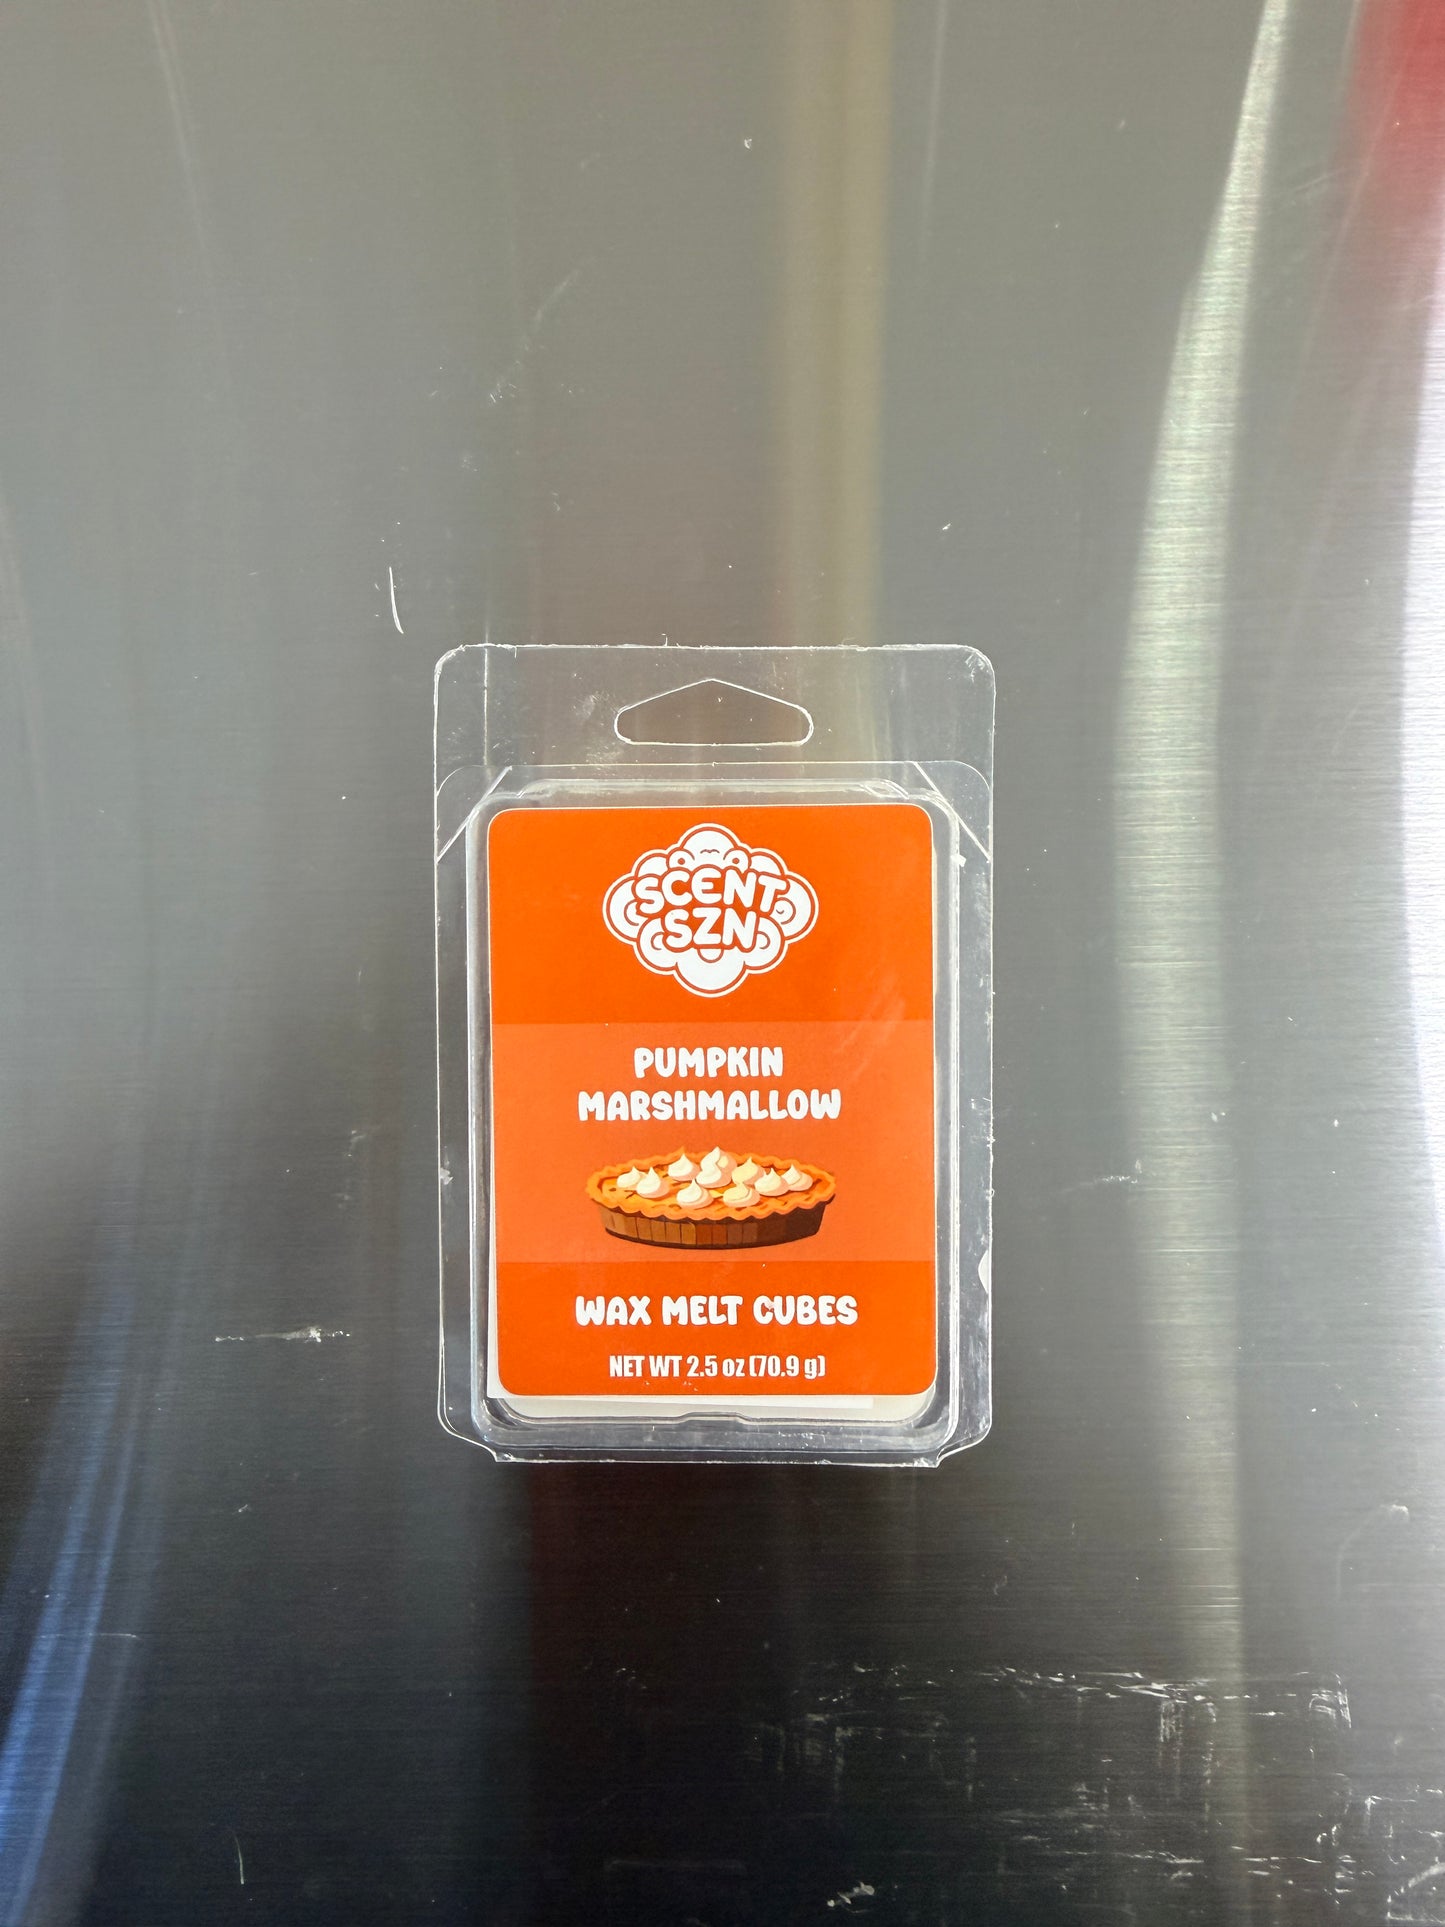 SCENT
SZN
PUMPKIN
MARSHMALLOW
WAX MELT CUBES
NET WT 2.5 oz (70.9 g)